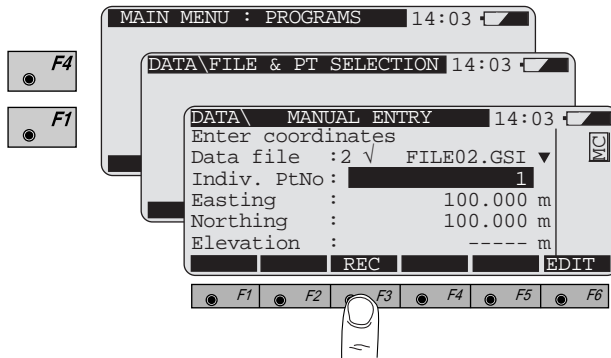 MAIN MENU : PROGRAMS 14:03
F4
DATA\FILE & PT SELECTION 14:03
F1
DATA\ MANUAL ENTRY 14:03
Enter coordinates MC
Data file :2 √ FILE02.GSI ▼
Indiv. PtNo: 1
Easting : 100.000 m
Northing : 100.000 m
Elevation : ----- m
REC EDIT
F1 F2 F3 F4 F5 F6